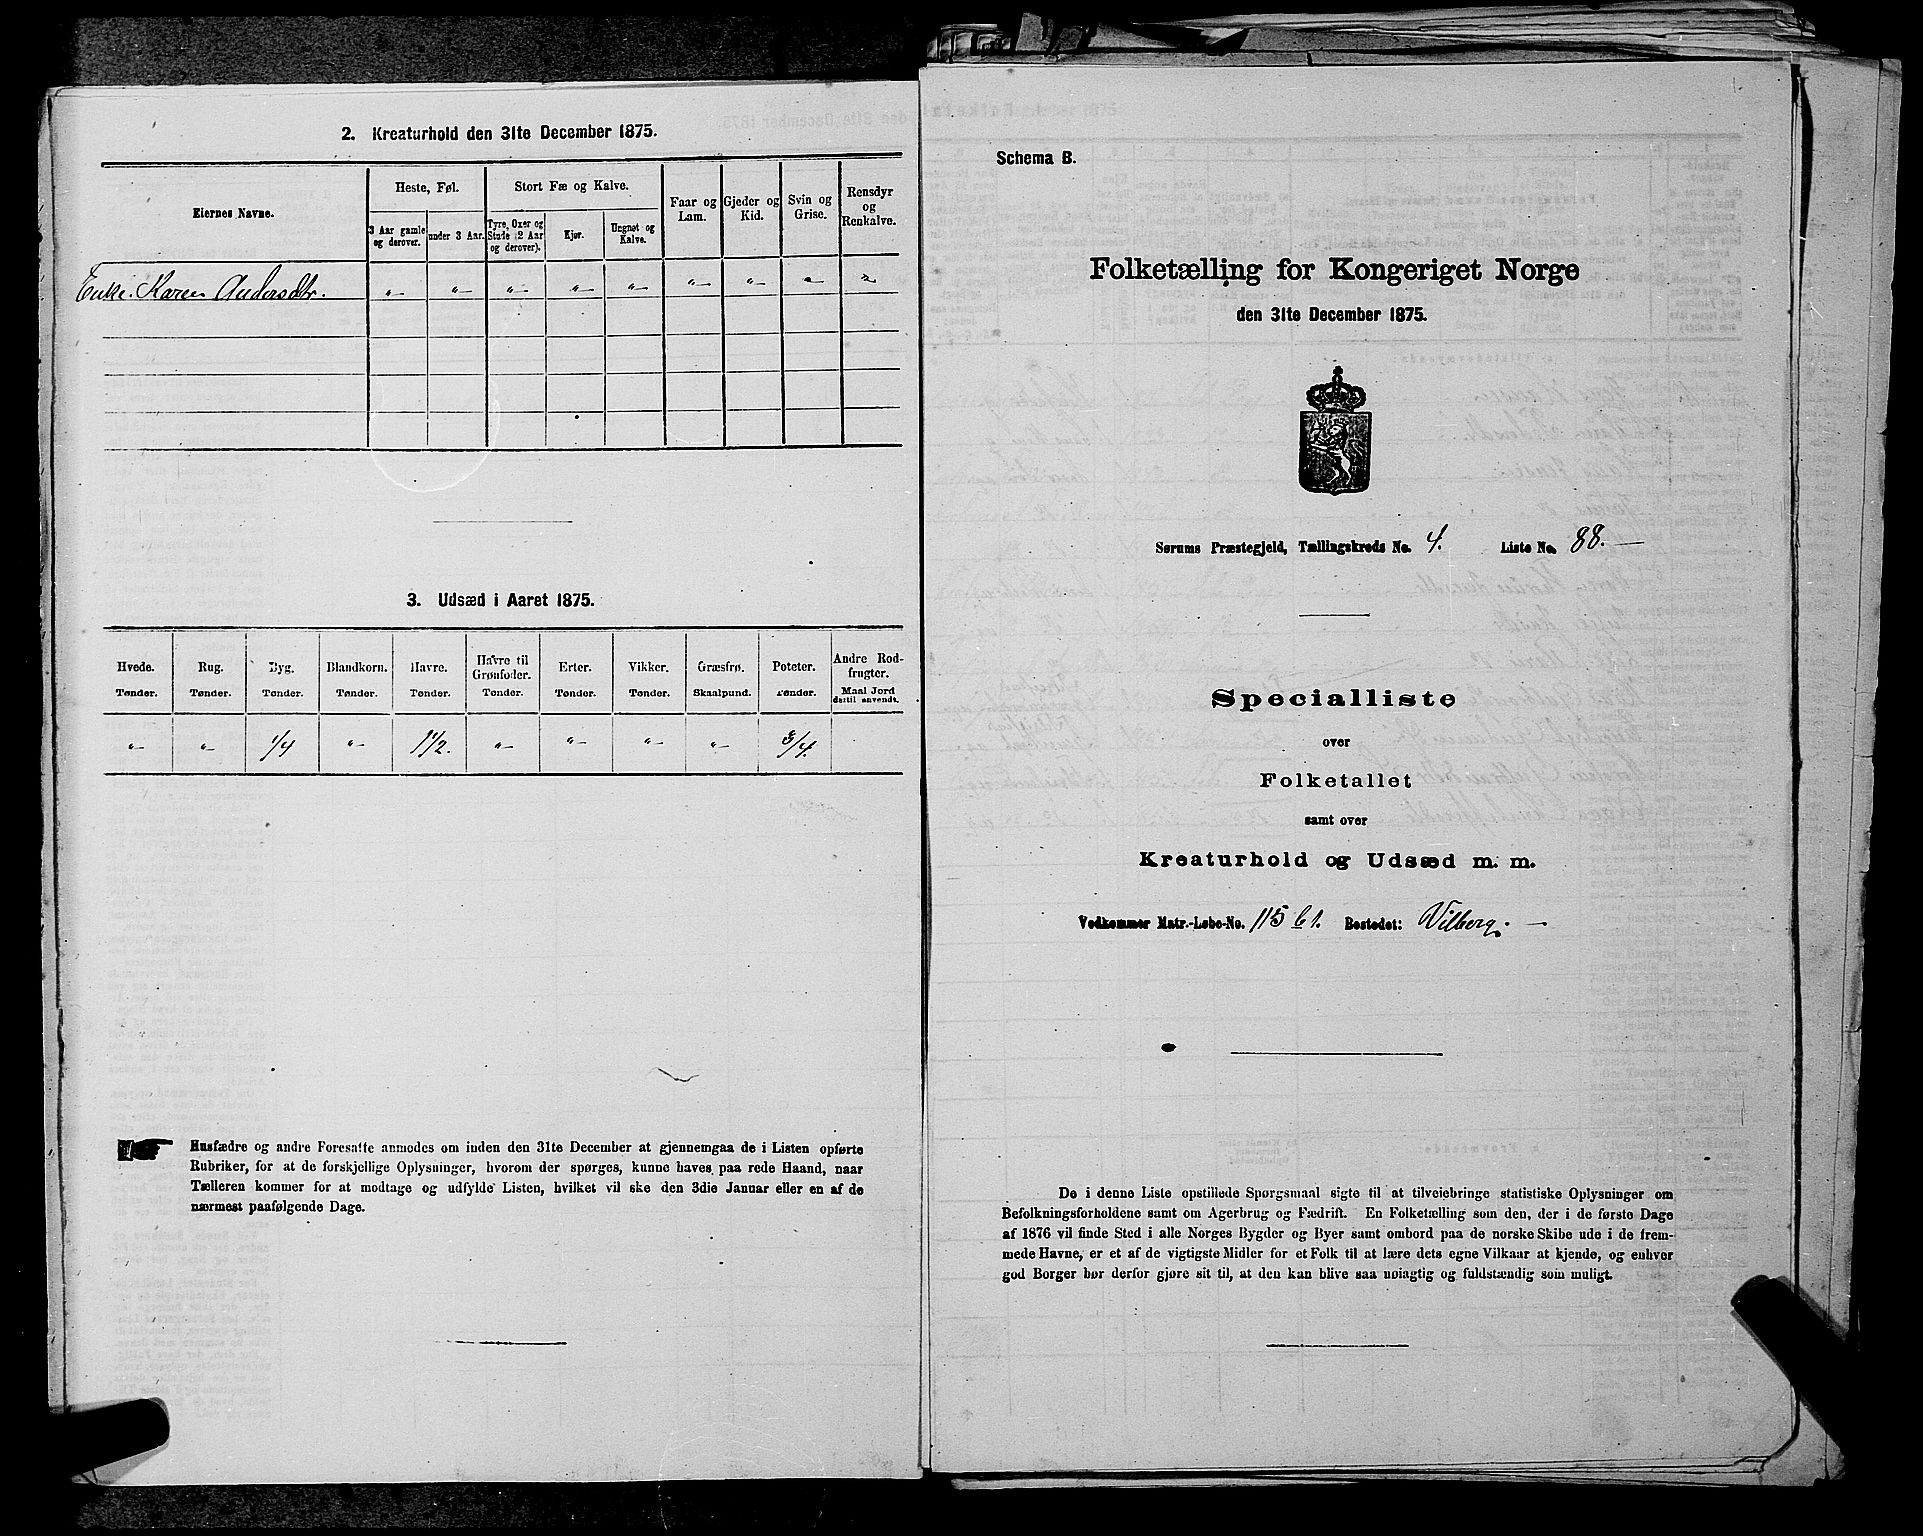 2. Kreaturhold den 31te December 1875.
Eiernes Navne.
Heste, Føl.
Stort Fæ og Kalve.
Faar og Lam.
Gjeder og Kid.
Svin og Grise.
Rensdyr og Renkalve.
3 Aar gamle og derover.
under 3 Aar.
Tyre, Oxer og Stude (2 Aar og derover).
Kjør.
Ungnøt og Kalve.
Enke Karen Andersdtr. „ „ „ „ „ „ „ „ „
3. Udsæd i Aaret 1875.
Hvede. Rug. Byg. Blandkorn. Havre. Havre til Grønfoder. Erter. Vikker. Græsfrø. Poteter. Andre Rodfrugter.
Tønder. Tønder. Tønder. Tønder. Tønder. Tønder. Tønder. Tønder. Skaalpund. Tønder. Maal Jord dertil anvendt.
„ „ 1/4 „ 1 1/2. „ „ „ „ 3/4.
Husfædre og andre Foresatte anmodes om inden den 31te December at gjennemgaa de i Listen opførte
Rubriker, for at de forskjellige Oplysninger, hvorom der spørges, kunne haves paa rede Haand, naar
Tælleren kommer for at modtage og udfylde Listen, hvilket vil ske den 3die Januar eller en af de
nærmest paafølgende Dage.
Schema B.
Folketælling for Kongeriget Norge
den 31te December 1875.
Sørums Præstegjeld, Tællingskreds No. 4. Liste No. 88.
Specialliste
over
Folketallet
samt over
Kreaturhold og Udsæd m. m.
Vedkommer Matr.-Løbe-No. 115 b 1. Bostedet: Vilberg.
De i denne Liste opstillede Spørgsmaal sigte til at tilveiebringe statistiske Oplysninger om
Befolkningsforholdene samt om Agerbrug og Fædrift. En Folketælling som den, der i de første Dage
af 1876 vil finde Sted i alle Norges Bygder og Byer samt ombord paa de norske Skibe ude i de frem-
mede Havne, er et af de vigtigste Midler for et Folk til at lære dets egne Vilkaar at kjende, og enhver
god Borger bør derfor gjøre sit til, at den kan blive saa nøiagtig og fuldstændig som muligt.